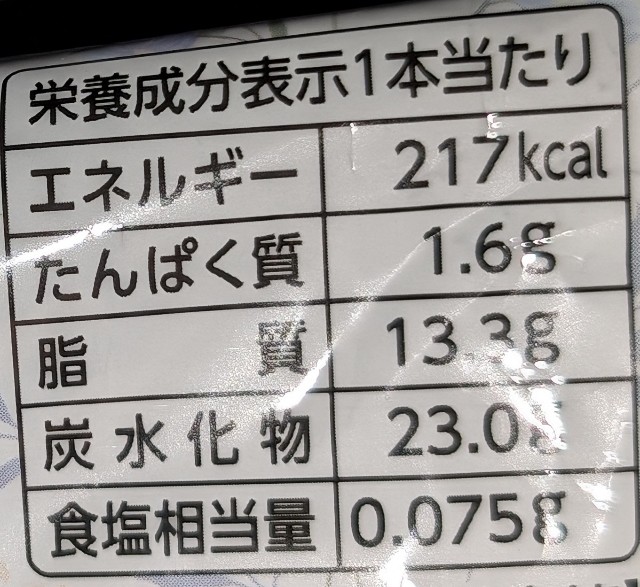 栄養成分表示1本当たり
エネルギー 217kcal
たんぱく質 1.6g
脂質 13.3g
炭水化物 23.0g
食塩相当量 0.075g